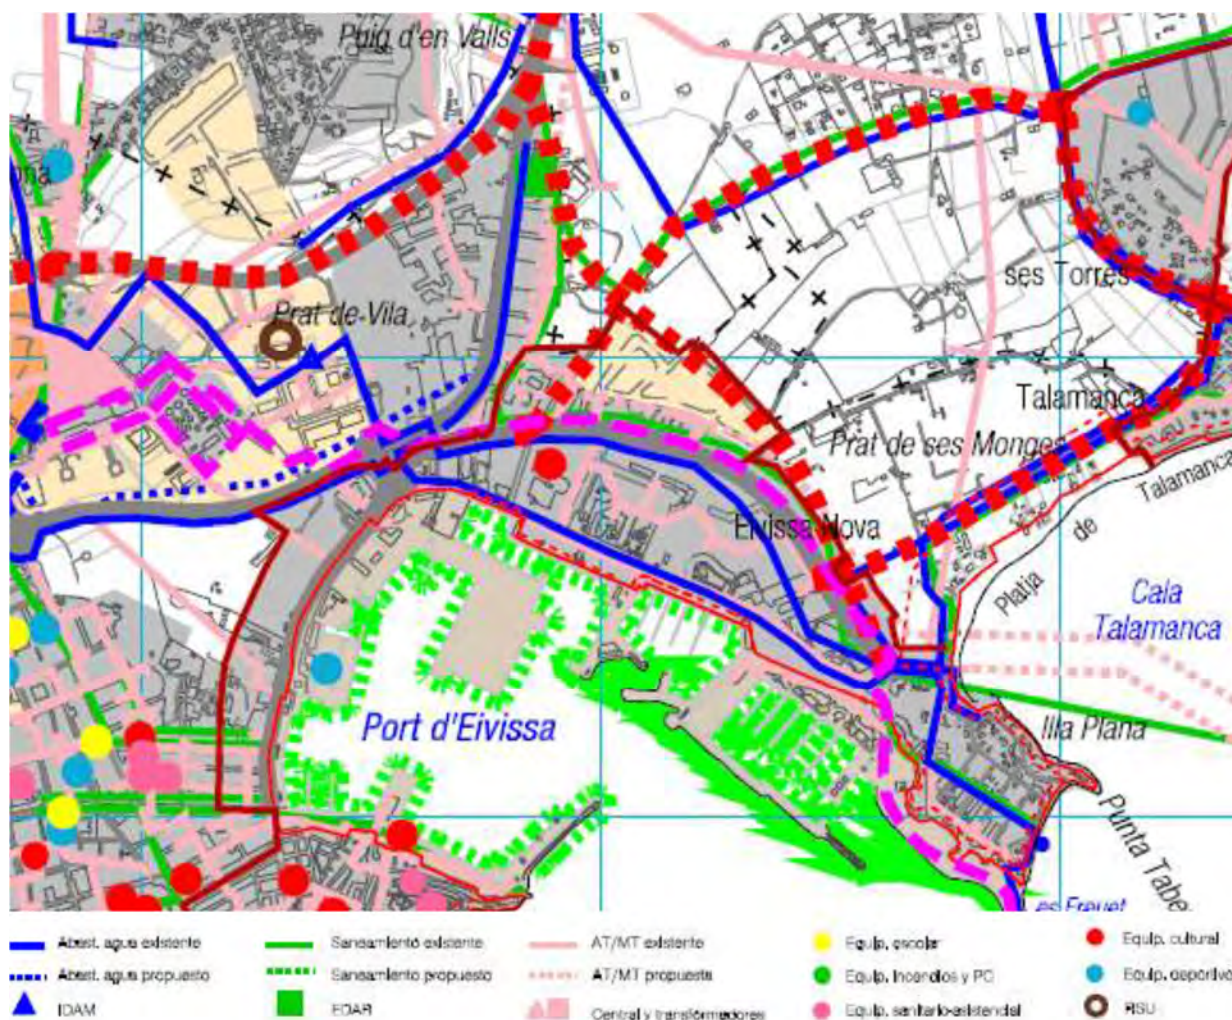 Puig d'en Valls
ona
Prat de Vila
ses Torres
Talamanca
Prat de ses Monges
Talamanca
Eivissa Nova
de
Platja
Cala
Talamanca
Port d'Eivissa
Illa Plana
Punta Tabe
es Freuet
Abast. agua existente
Saneamiento existente
AT/MT existente
Equip. escolar
Equip. cultural
Abast. agua propuesto
Saneamiento propuesto
AT/MT propuesta
Equip. Incendios y PC
Equip. deportivo
IDAM
EDAR
Central y transformadores
Equip. sanitario-asistencial
RSU